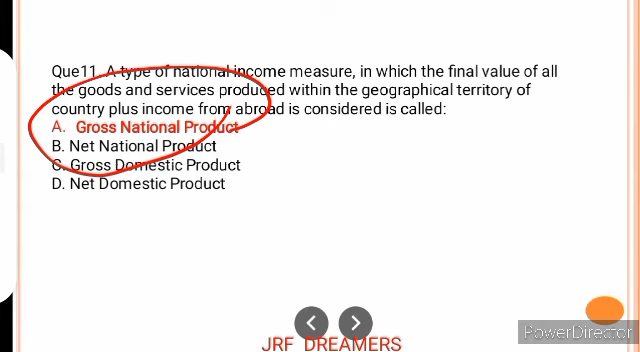 Que11. A type of national income measure, in which the final value of all
the goods and services produced within the geographical territory of
country plus income from abroad is considered is called:
A. Gross National Product
B. Net National Product
C. Gross Domestic Product
D. Net Domestic Product
PowerDirector
JRF DREAMERS